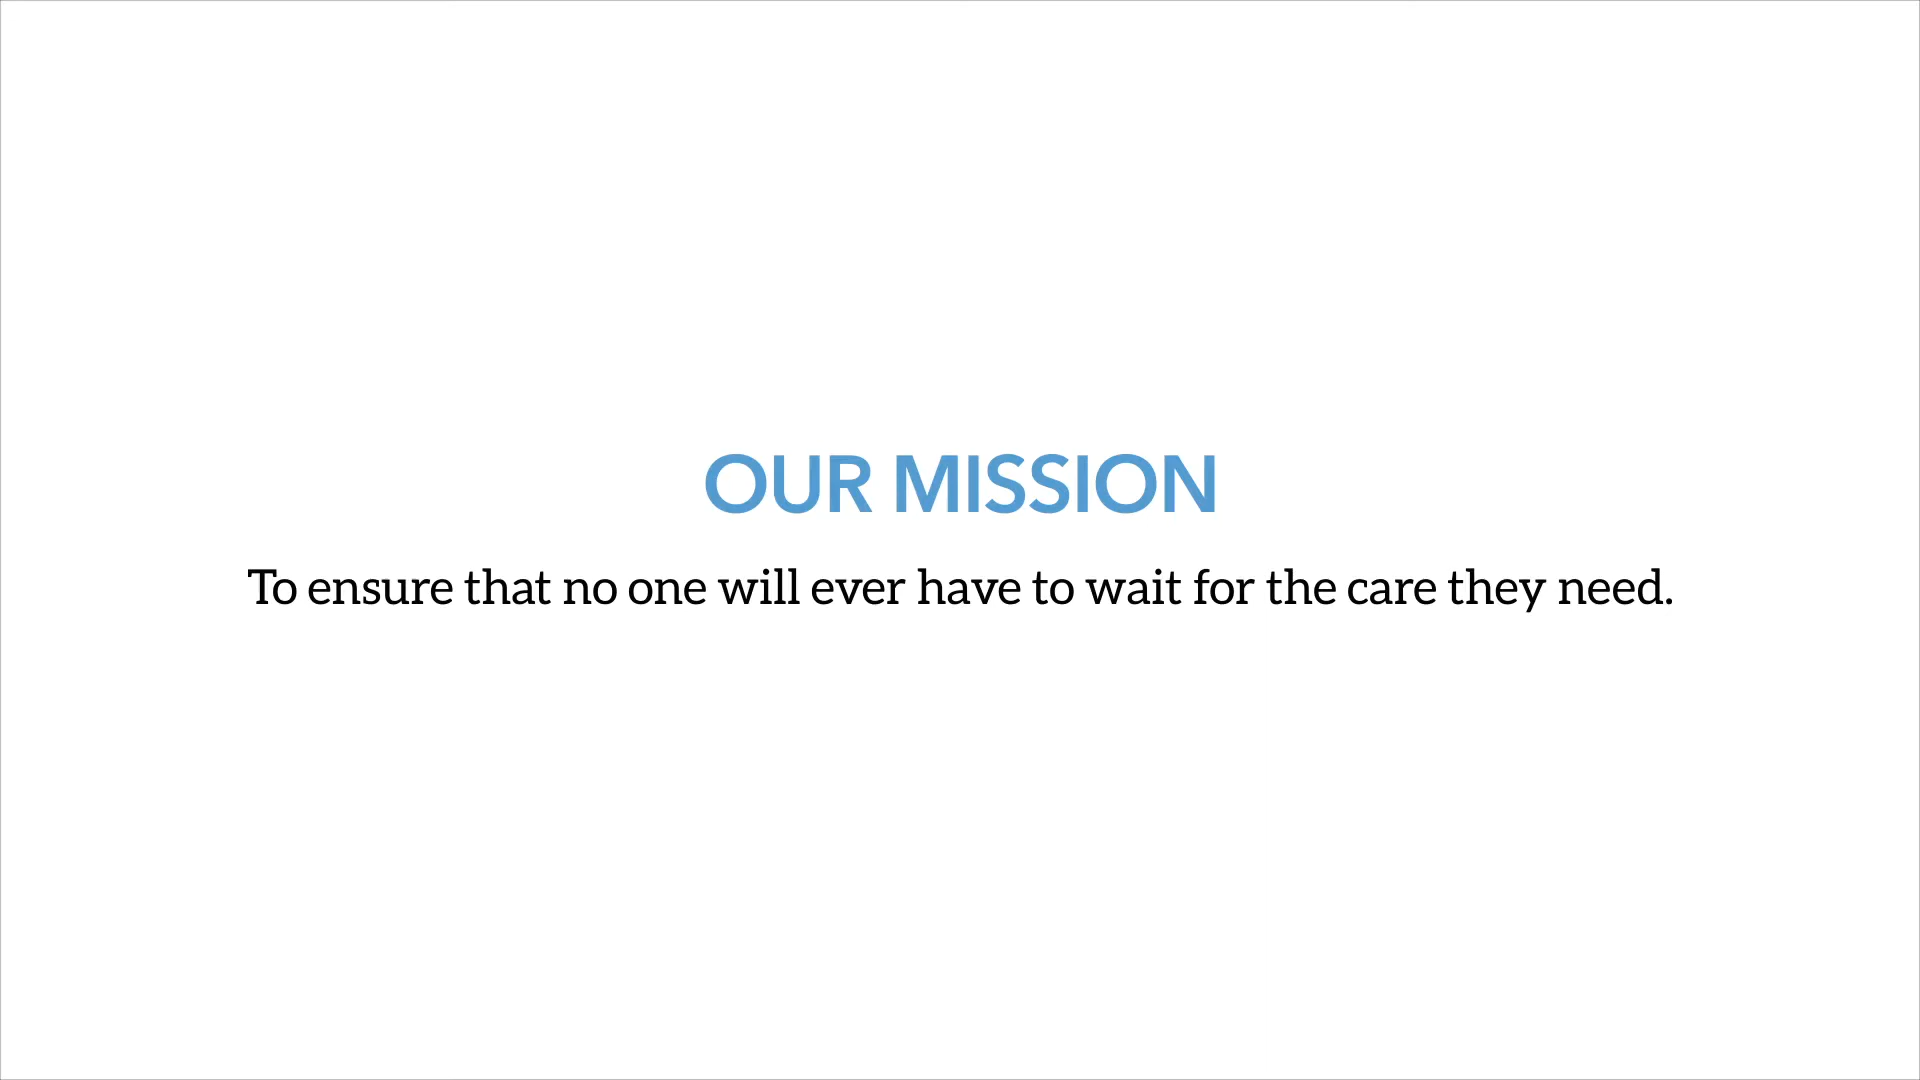 OUR MISSION
To ensure that no one will ever have to wait for the care they need.